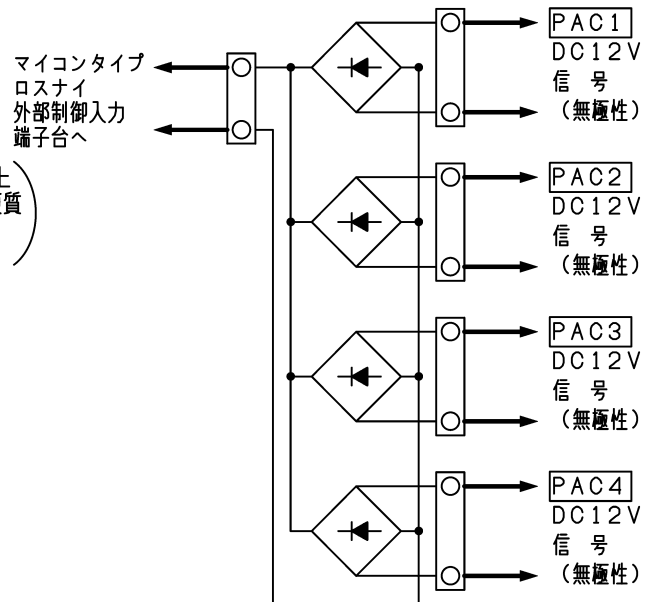 マイコンタイプ
ロスナイ
外部制御入力
端子台へ
上
質
PAC1
DC12V
信 号
(無極性)
PAC2
DC12V
信 号
(無極性)
PAC3
DC12V
信 号
(無極性)
PAC4
DC12V
信 号
(無極性)